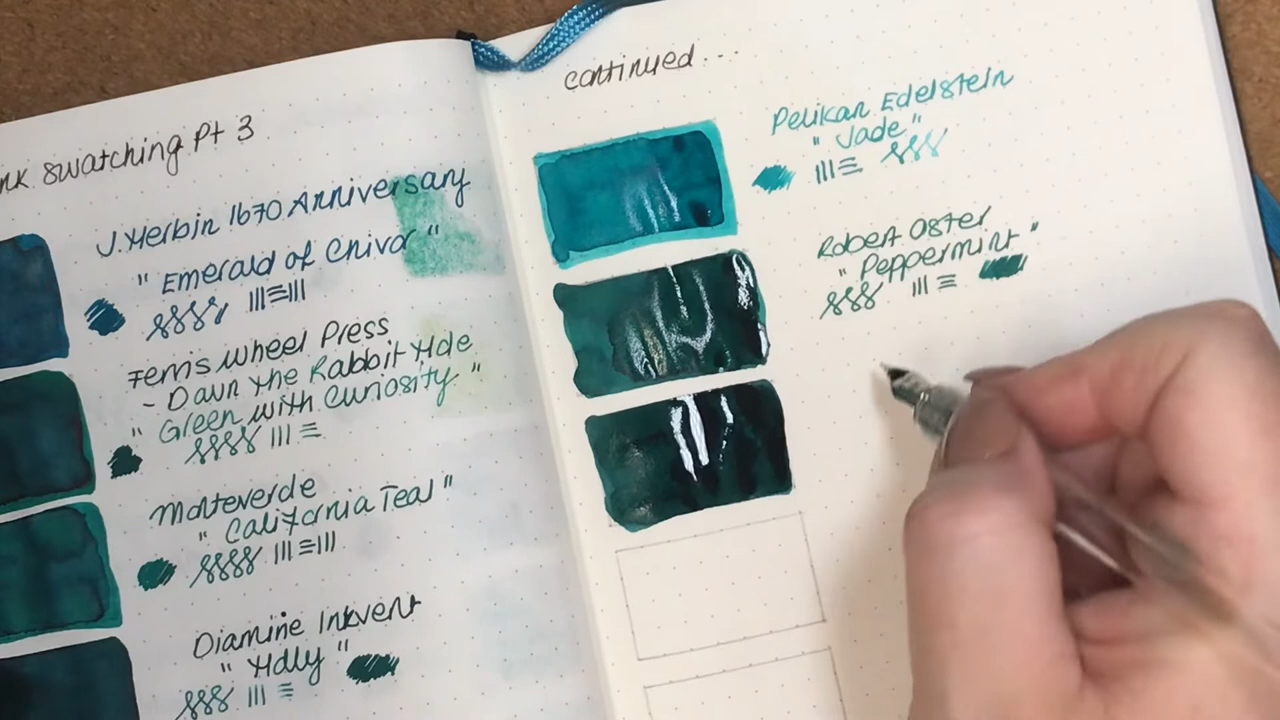 nk swatching Pt 3
J. Herbin 1670 Anniversary
" Emerald of Chivor "
Ferris Wheel Press
- Down the Rabbit Hole
" Green with Curiosity "
Monteverde
" California Teal "
Diamine Inkvent
" Holly "
continued...
Pelikan Edelstein
" Jade "
Robert Oster
" Peppermint "